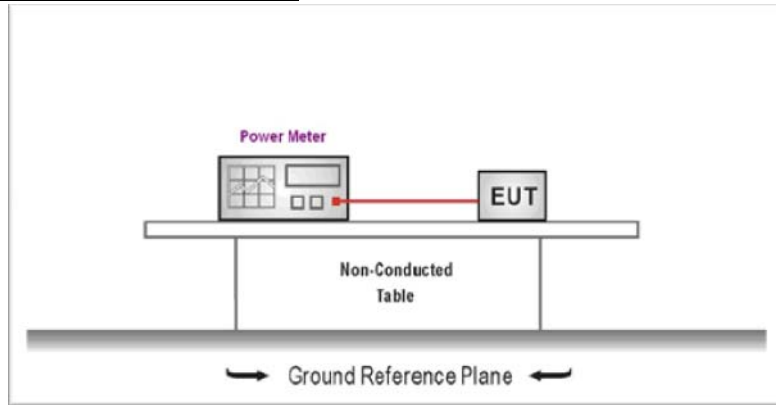 Power Meter
EUT
Non-Conducted
Table
Ground Reference Plane